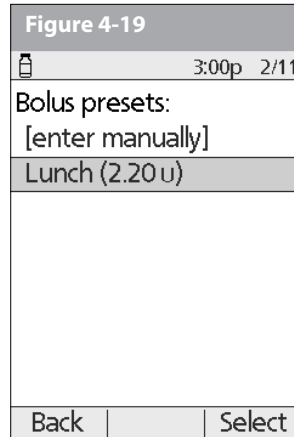 Figure 4-19
3:00p 2/11
Bolus presets:
[enter manually]
Lunch (2.20 U)
Back Select